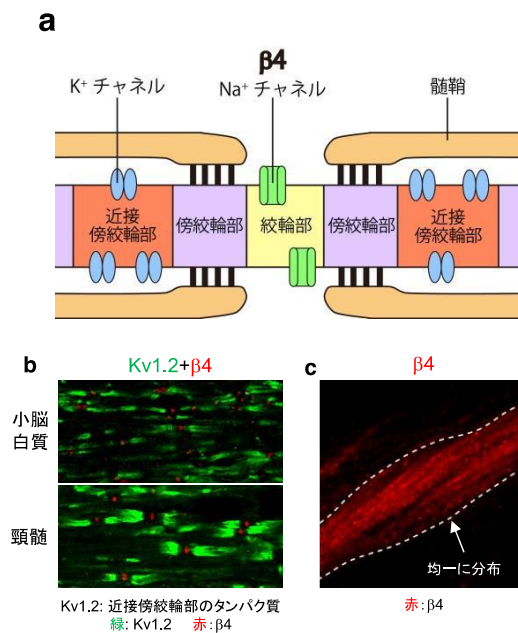 a
β4
K⁺ チャネル
Na⁺ チャネル
髄鞘
近接
傍絞輪部
傍絞輪部
絞輪部
傍絞輪部
近接
傍絞輪部
b
Kv1.2+β4
小脳
白質
頸髄
Kv1.2: 近接傍絞輪部のタンパク質
緑: Kv1.2 赤: β4
c
β4
均一に分布
赤: β4